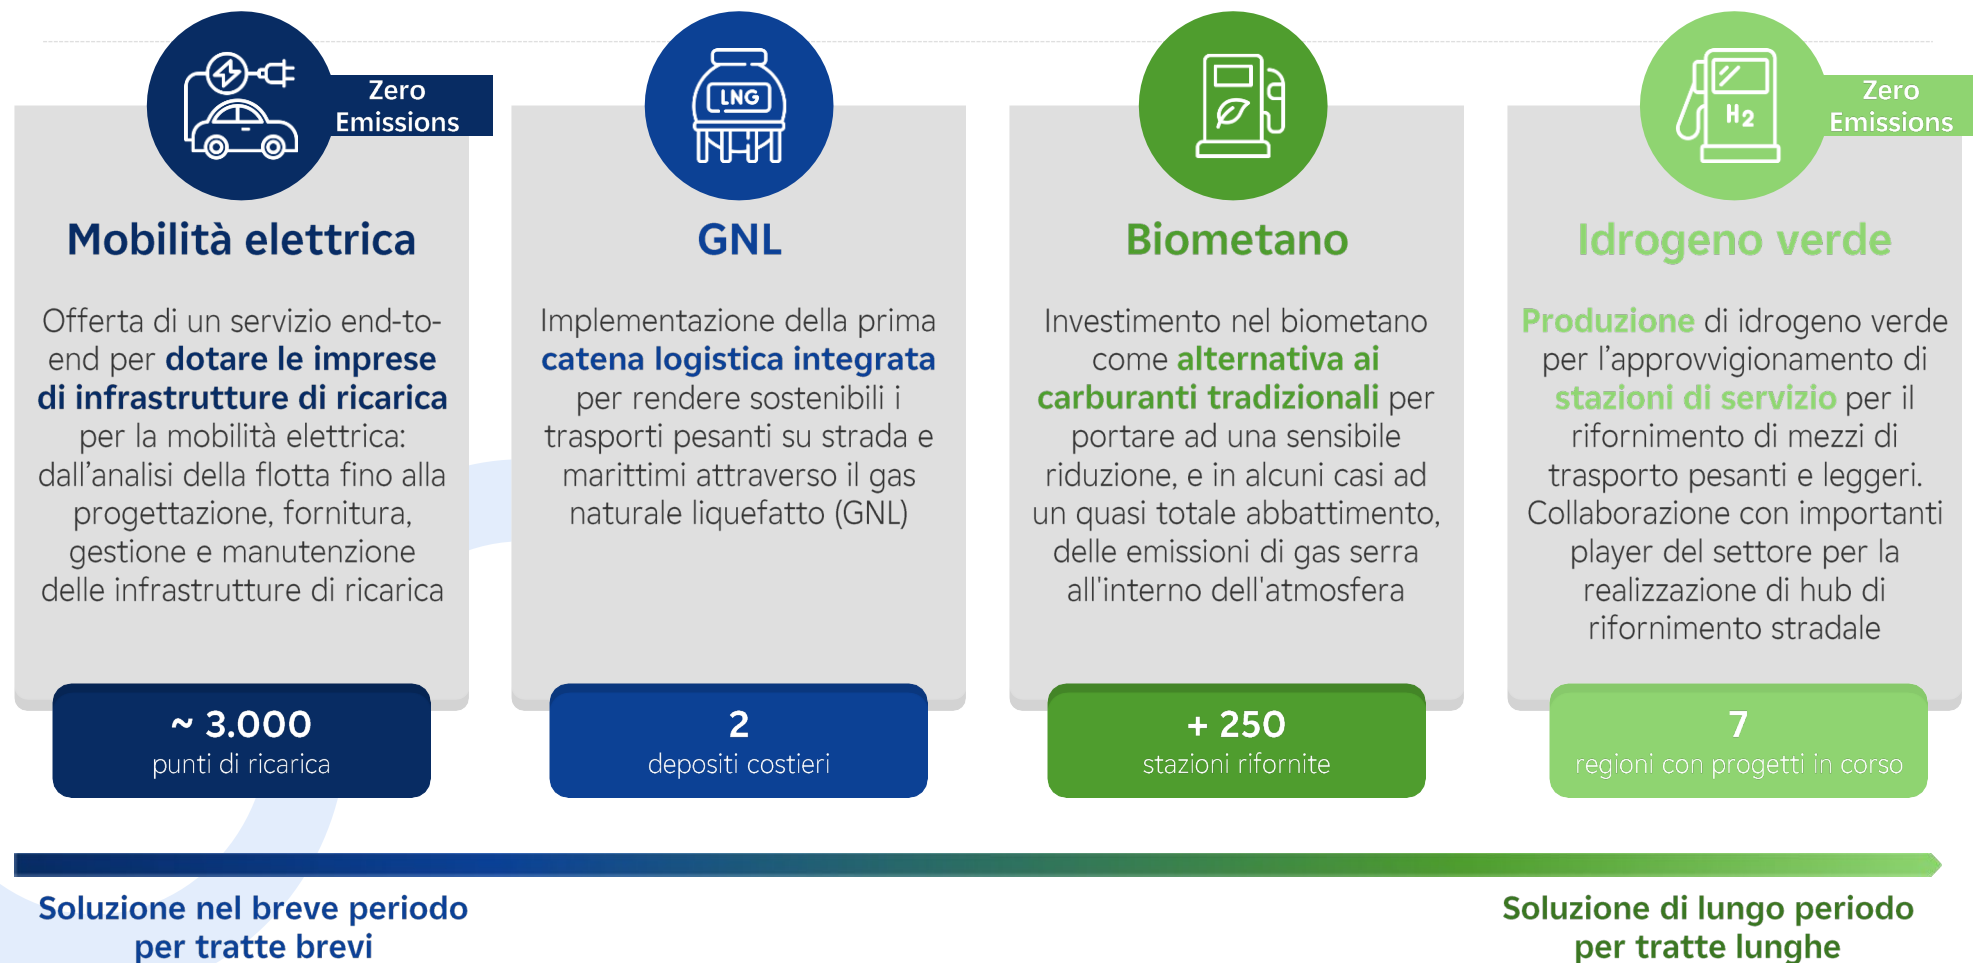 Zero
Emissions
Mobilità elettrica
Offerta di un servizio end-to-
end per dotare le imprese
di infrastrutture di ricarica
per la mobilità elettrica:
dall'analisi della flotta fino alla
progettazione, fornitura,
gestione e manutenzione
delle infrastrutture di ricarica
~ 3.000
punti di ricarica
LNG
GNL
Implementazione della prima
catena logistica integrata
per rendere sostenibili i
trasporti pesanti su strada e
marittimi attraverso il gas
naturale liquefatto (GNL)
2
depositi costieri
Biometano
Investimento nel biometano
come alternativa ai
carburanti tradizionali per
portare ad una sensibile
riduzione, e in alcuni casi ad
un quasi totale abbattimento,
delle emissioni di gas serra
all'interno dell'atmosfera
+ 250
stazioni rifornite
H2
Zero
Emissions
Idrogeno verde
Produzione di idrogeno verde
per l'approvvigionamento di
stazioni di servizio per il
rifornimento di mezzi di
trasporto pesanti e leggeri.
Collaborazione con importanti
player del settore per la
realizzazione di hub di
rifornimento stradale
7
regioni con progetti in corso
Soluzione nel breve periodo
per tratte brevi
Soluzione di lungo periodo
per tratte lunghe